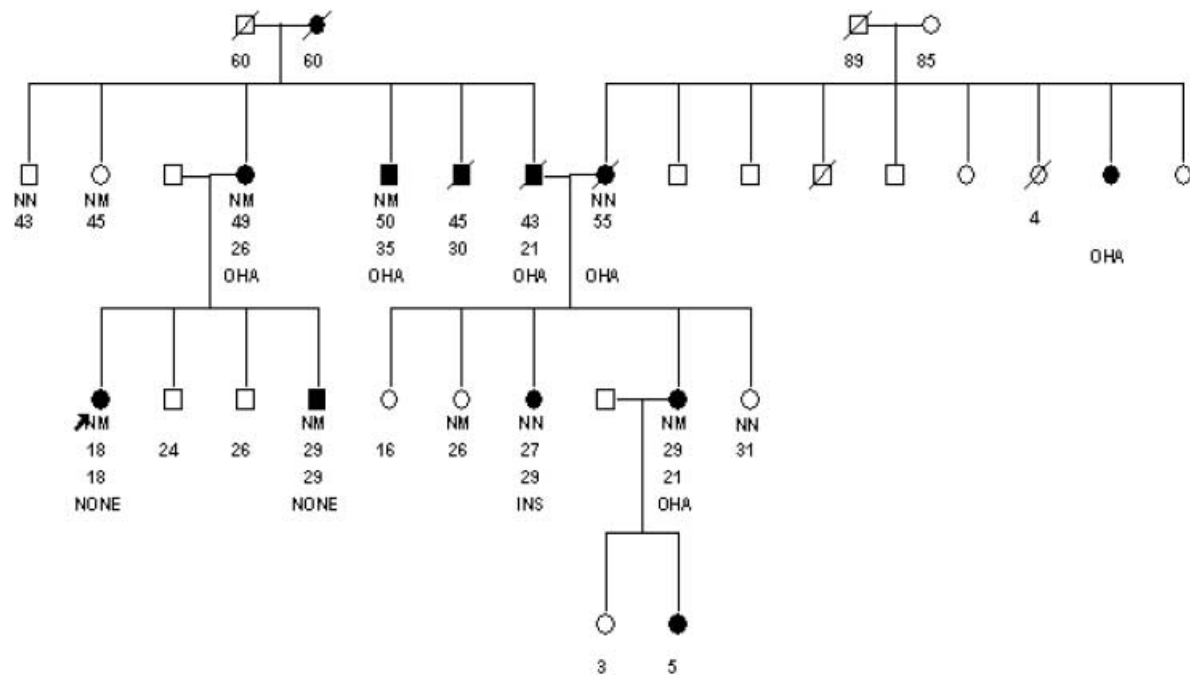 60 60 89 85
NN NM NM NM NN
43 45 49 50 45 43 55 4
26 35 30 21
OHA OHA OHA OHA OHA
NM NM NM NN NM NN
18 24 26 29 16 26 27 29 31
18 29 29 21
NONE NONE INS OHA
3 5